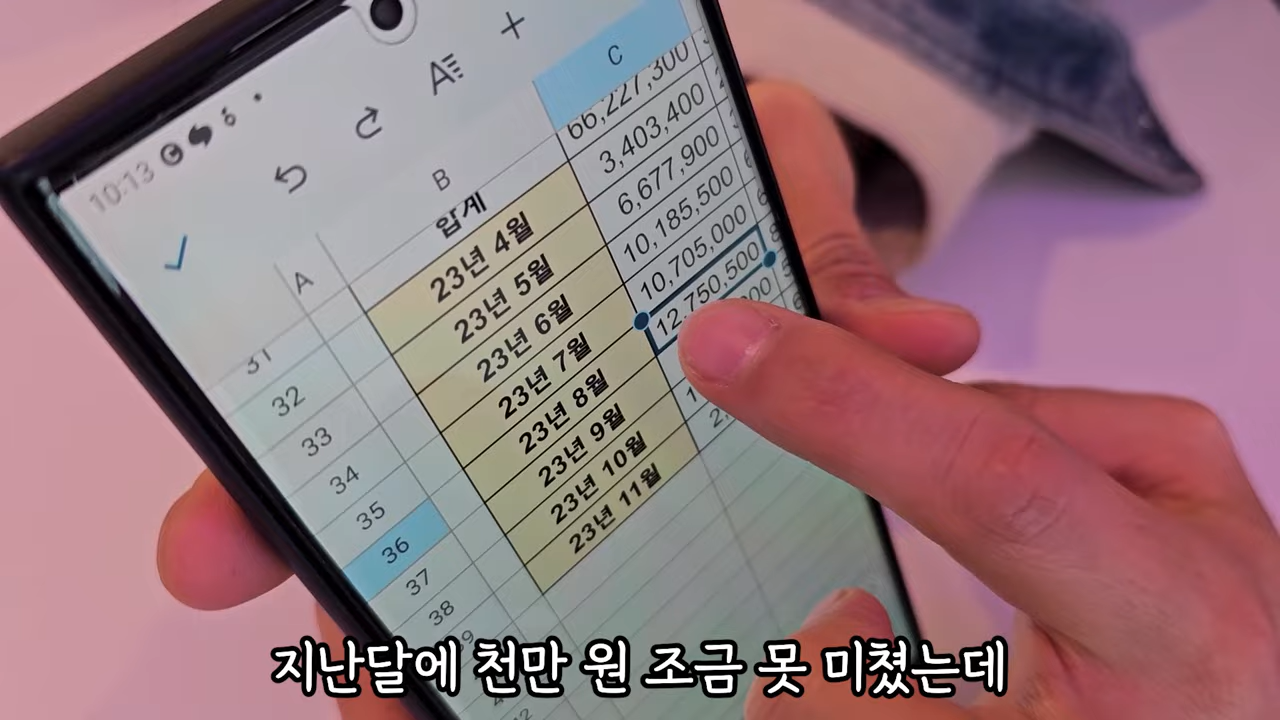 10:13
C
B
A
합계 66,227,300
31
32 23년 4월 3,403,400
33 23년 5월 6,677,900
34 23년 6월 10,185,500
35 23년 7월 10,705,000
36 23년 8월 12,750,500
37 23년 9월
38 23년 10월
23년 11월
지난달에 천만 원 조금 못 미쳤는데